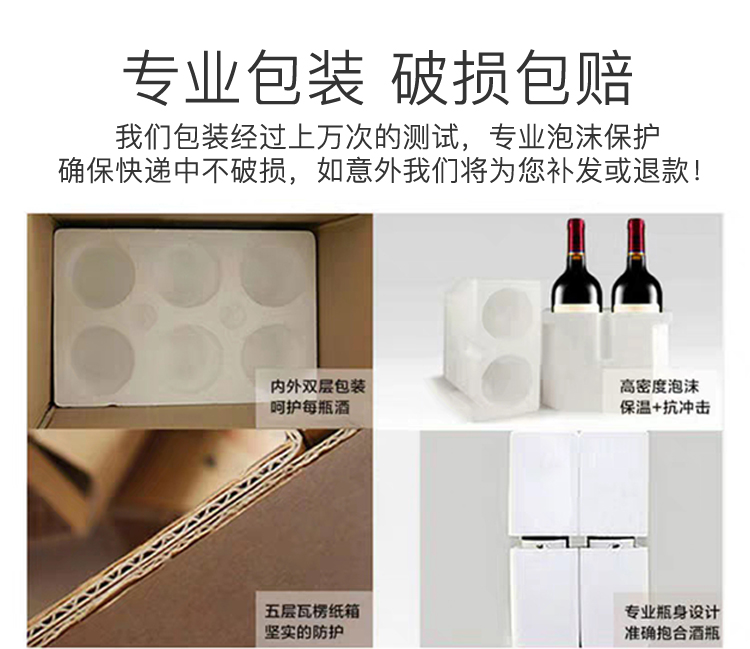 专业包装 破损包赔
我们包装经过上万次的测试，专业泡沫保护
确保快递中不破损，如意外我们将为您补发或退款！
内外双层包装
呵护每瓶酒
高密度泡沫
保温+抗冲击
五层瓦楞纸箱
坚实的防护
专业瓶身设计
准确抱合酒瓶